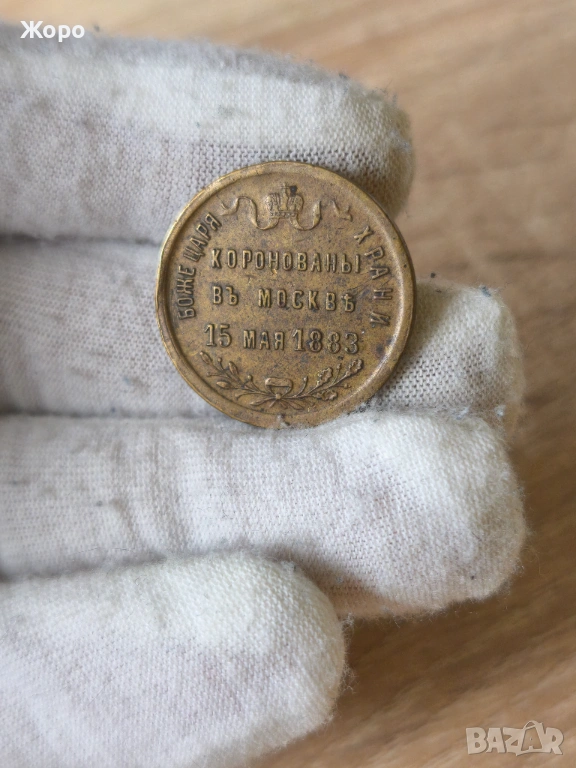 Жоро
БОЖЕ ЦАРЯ ХРАНИ
КОРОНОВАНЫ
ВЪ МОСКВѢ
15 МАЯ 1883
BAZAR